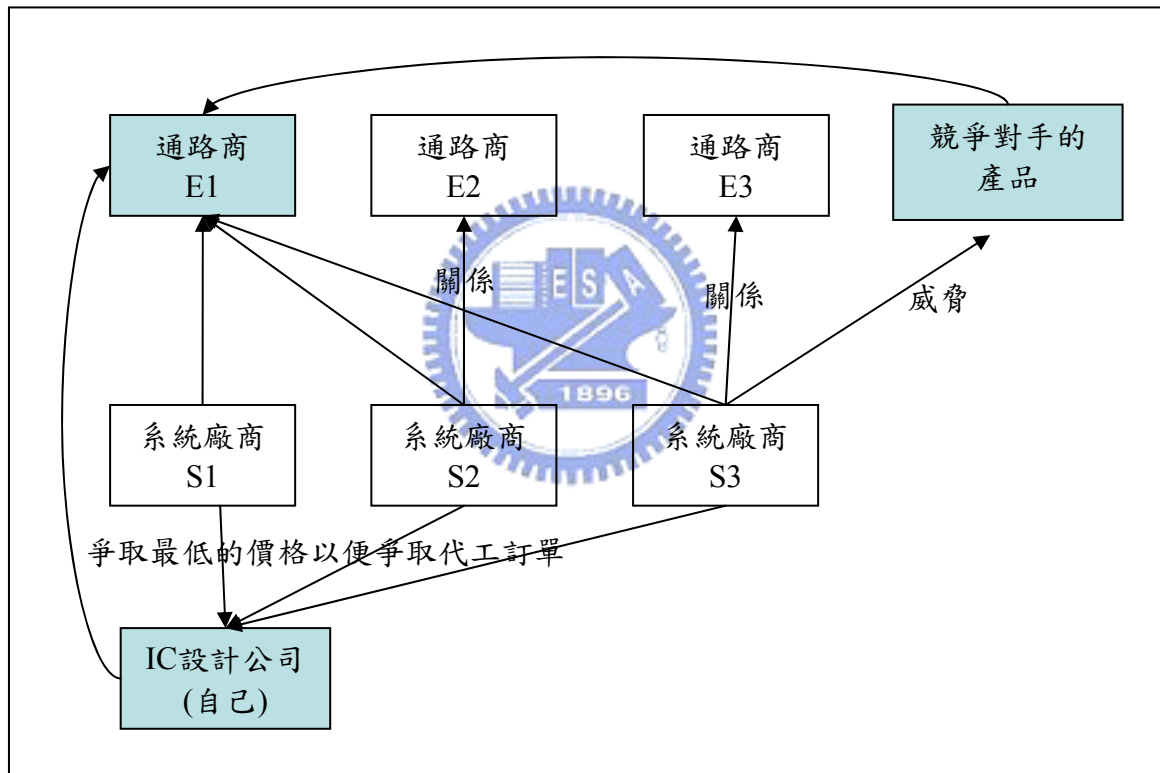 通路商
E1
通路商
E2
通路商
E3
競爭對手的
產品
關係
關係
威脅
E S A
1896
系統廠商
S1
系統廠商
S2
系統廠商
S3
爭取最低的價格以便爭取代工訂單
IC設計公司
(自己)